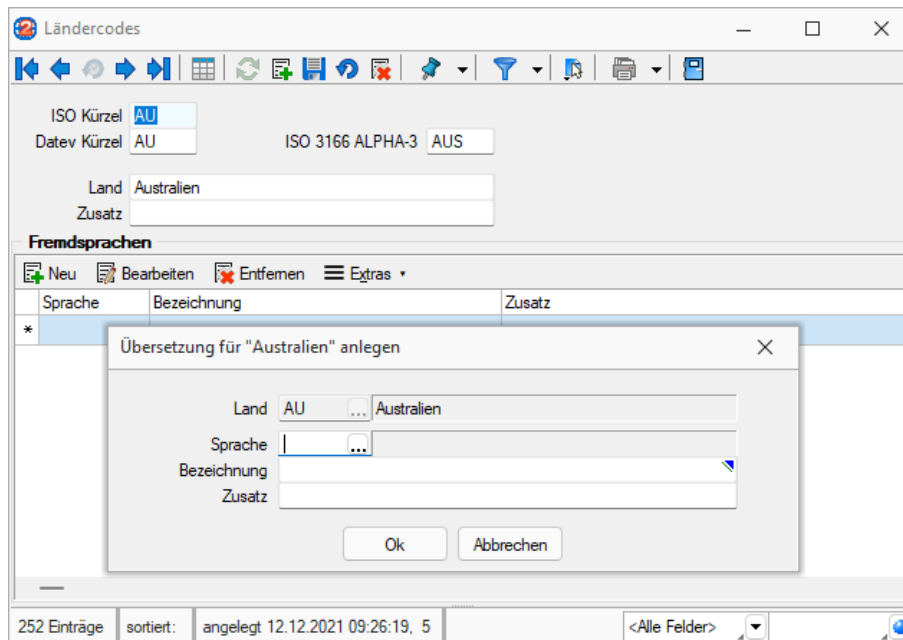 Ländercodes
ISO Kürzel AU
Datev Kürzel AU ISO 3166 ALPHA-3 AUS
Land Australien
Zusatz
Fremdsprachen
Neu Bearbeiten Entfernen Extras
Sprache Bezeichnung Zusatz
*
Übersetzung für "Australien" anlegen
Land AU ... Australien
Sprache ...
Bezeichnung
Zusatz
Ok Abbrechen
252 Einträge sortiert: angelegt 12.12.2021 09:26:19, 5 <Alle Felder>